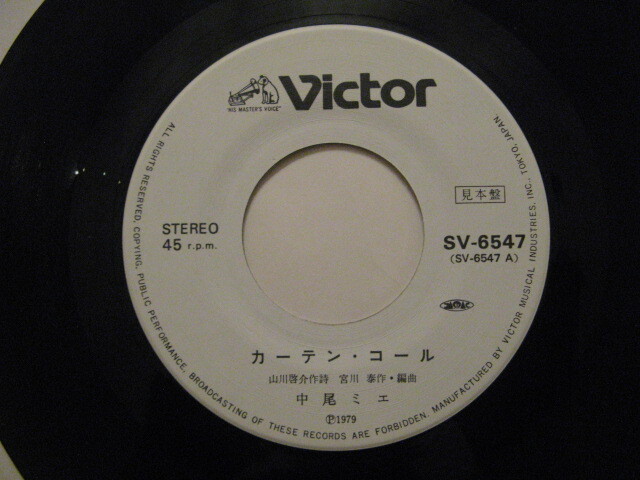 Victor
"HIS MASTER'S VOICE"
見本盤
STEREO
45 r.p.m.
SV-6547
(SV-6547 A)
カーテン・コール
山川啓介作詩 宮川 泰作・編曲
中尾ミエ
Ⓟ1979
ALL RIGHTS RESERVED. COPYING, PUBLIC PERFORMANCE, BROADCASTING OF THESE RECORDS ARE FORBIDDEN. MANUFACTURED BY VICTOR MUSICAL INDUSTRIES, INC., TOKYO, JAPAN.